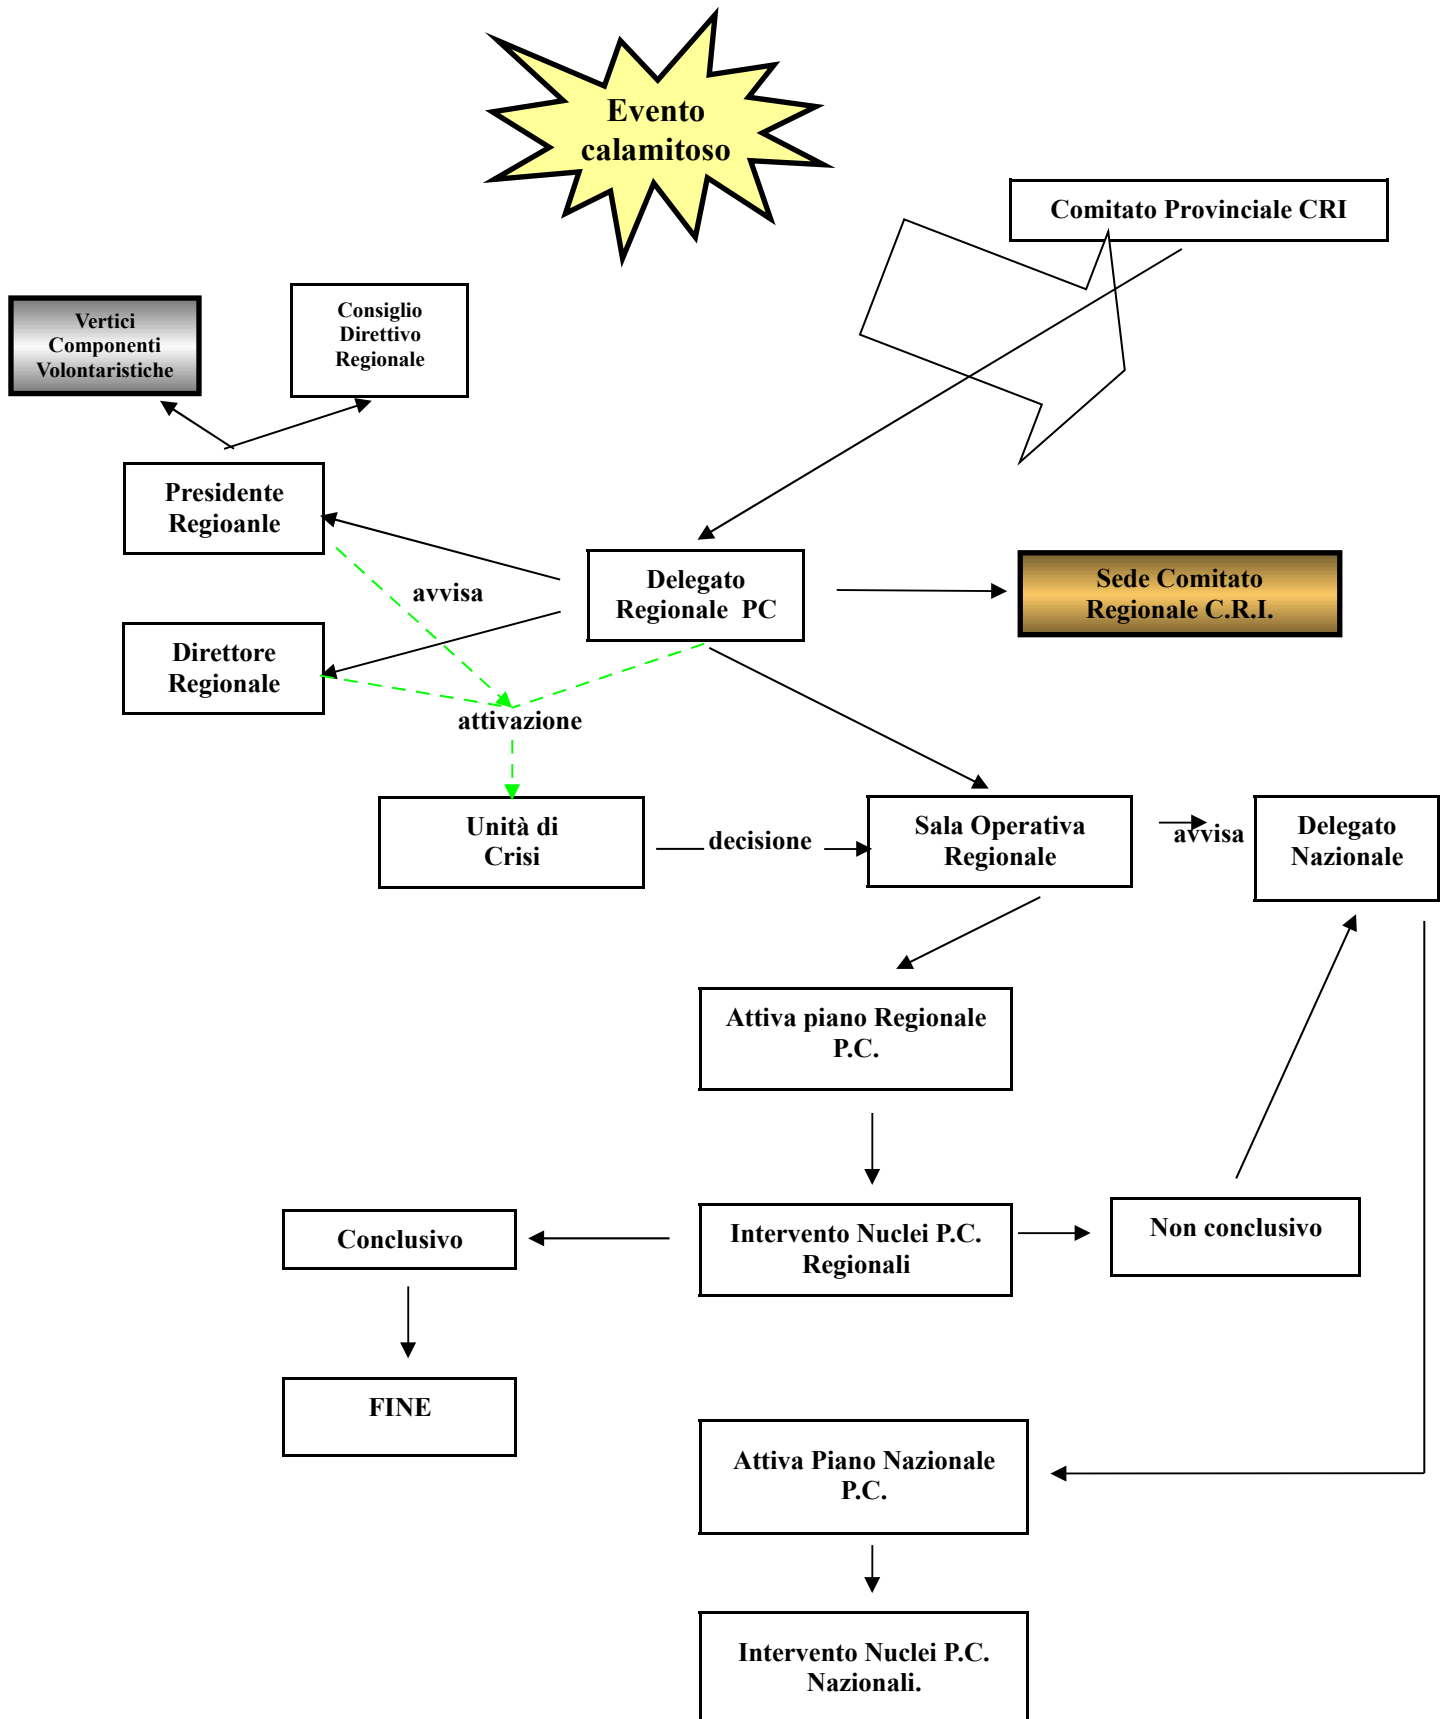 Evento
calamitoso
Comitato Provinciale CRI
Vertici
Componenti
Volontaristiche
Consiglio
Direttivo
Regionale
Presidente
Regioanle
avvisa
Delegato
Regionale PC
Sede Comitato
Regionale C.R.I.
Direttore
Regionale
attivazione
Unità di
Crisi
decisione
Sala Operativa
Regionale
avvisa
Delegato
Nazionale
Attiva piano Regionale
P.C.
Conclusivo
Intervento Nuclei P.C.
Regionali
Non conclusivo
FINE
Attiva Piano Nazionale
P.C.
Intervento Nuclei P.C.
Nazionali.